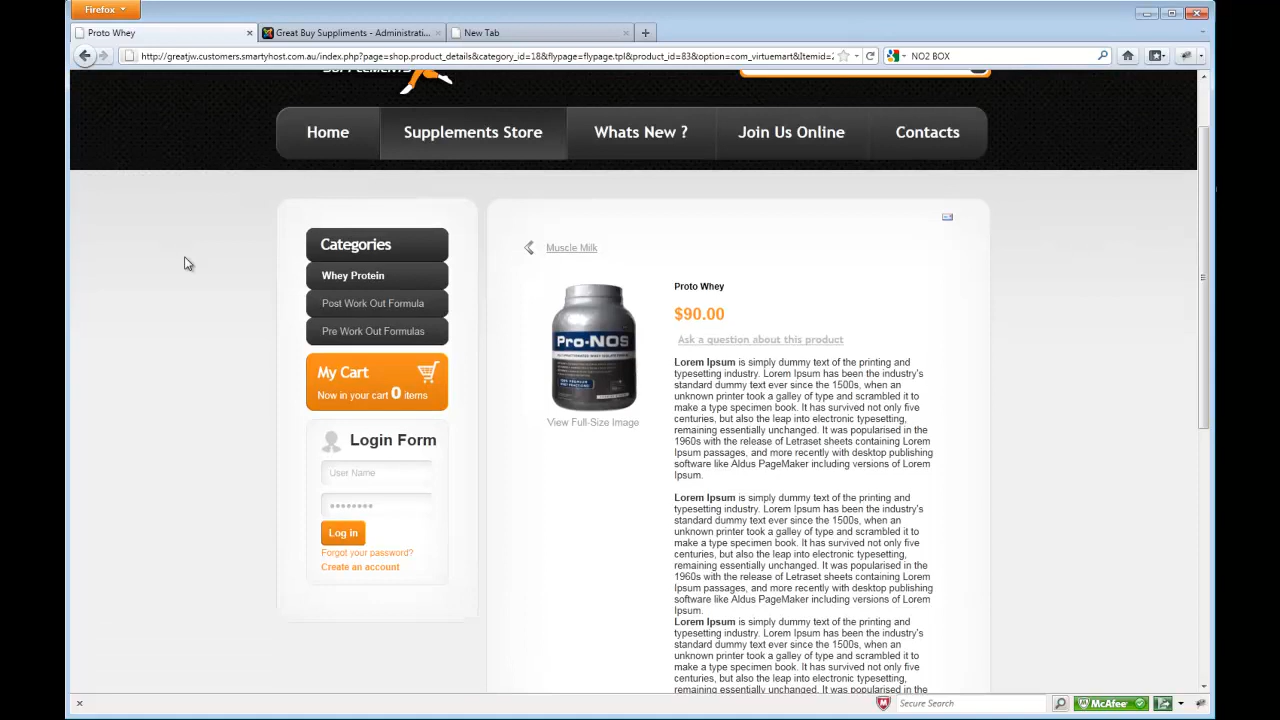 Firefox
Proto Whey
Great Buy Suppliments - Administrati...
New Tab
http://greatjw.customers.smartyhost.com.au/index.php?page=shop.product_details&category_id=18&flypage=flypage.tpl&product_id=83&option=com_virtuemart&Itemid=2
NO2 BOX
SUPPLEMENTS
Home
Supplements Store
Whats New ?
Join Us Online
Contacts
Categories
Whey Protein
Post Work Out Formula
Pre Work Out Formulas
My Cart
Now in your cart 0 items
Login Form
User Name
Log in
Forgot your password?
Create an account
Muscle Milk
Pro-NOS
View Full-Size Image
Proto Whey
$90.00
Ask a question about this product
Lorem Ipsum is simply dummy text of the printing and
typesetting industry. Lorem Ipsum has been the industry's
standard dummy text ever since the 1500s, when an
unknown printer took a galley of type and scrambled it to
make a type specimen book. It has survived not only five
centuries, but also the leap into electronic typesetting,
remaining essentially unchanged. It was popularised in the
1960s with the release of Letraset sheets containing Lorem
Ipsum passages, and more recently with desktop publishing
software like Aldus PageMaker including versions of Lorem
Ipsum.
Lorem Ipsum is simply dummy text of the printing and
typesetting industry. Lorem Ipsum has been the industry's
standard dummy text ever since the 1500s, when an
unknown printer took a galley of type and scrambled it to
make a type specimen book. It has survived not only five
centuries, but also the leap into electronic typesetting,
remaining essentially unchanged. It was popularised in the
1960s with the release of Letraset sheets containing Lorem
Ipsum passages, and more recently with desktop publishing
software like Aldus PageMaker including versions of Lorem
Ipsum.
Lorem Ipsum is simply dummy text of the printing and
typesetting industry. Lorem Ipsum has been the industry's
standard dummy text ever since the 1500s, when an
unknown printer took a galley of type and scrambled it to
make a type specimen book. It has survived not only five
centuries, but also the leap into electronic typesetting,
remaining essentially unchanged. It was popularised in the
Secure Search
McAfee